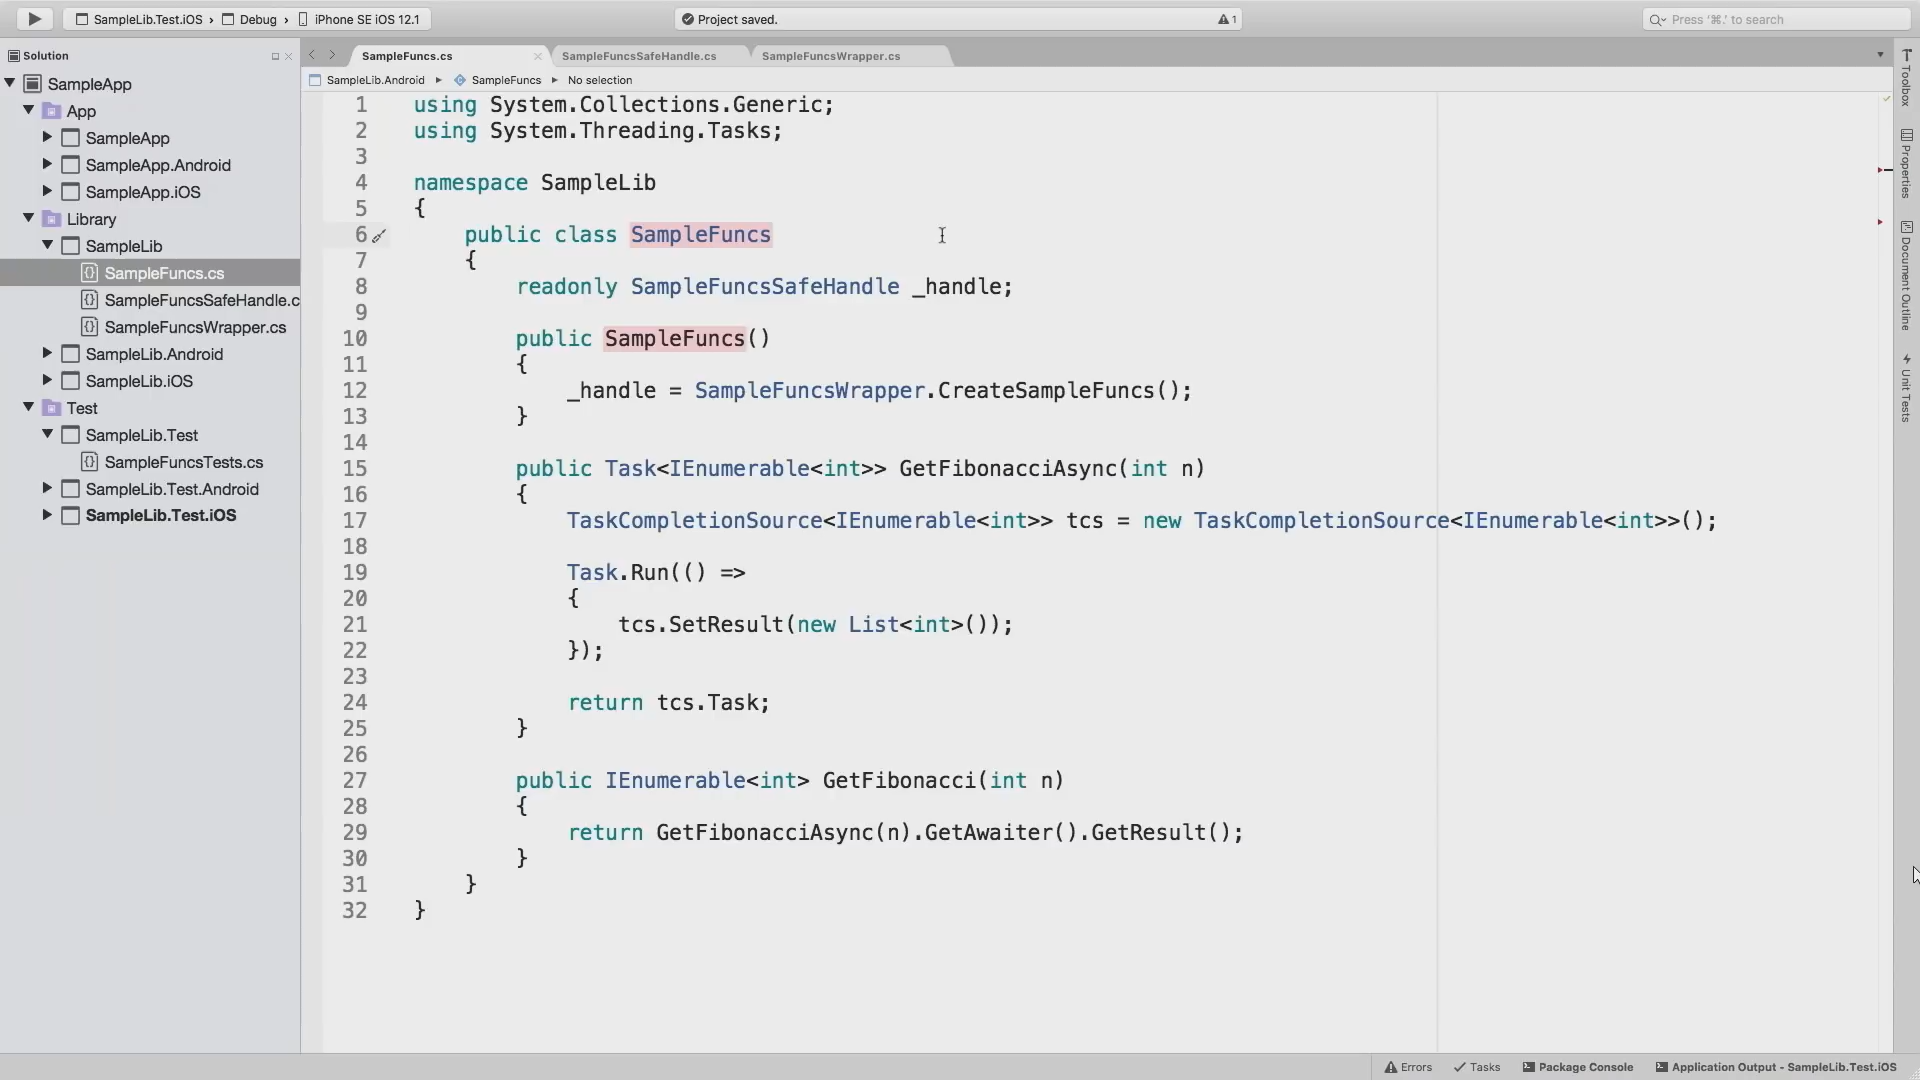 SampleLib.Test.iOS › Debug › iPhone SE iOS 12.1
Project saved.
1
Press '⌘.' to search
Solution
SampleApp
App
SampleApp
SampleApp.Android
SampleApp.iOS
Library
SampleLib
SampleFuncs.cs
SampleFuncsSafeHandle.c
SampleFuncsWrapper.cs
SampleLib.Android
SampleLib.iOS
Test
SampleLib.Test
SampleFuncsTests.cs
SampleLib.Test.Android
SampleLib.Test.iOS
SampleFuncs.cs
SampleFuncsSafeHandle.cs
SampleFuncsWrapper.cs
SampleLib.Android ▸ SampleFuncs ▸ No selection
1 using System.Collections.Generic;
2 using System.Threading.Tasks;
3
4 namespace SampleLib
5 {
6 public class SampleFuncs
7 {
8 readonly SampleFuncsSafeHandle _handle;
9
10 public SampleFuncs()
11 {
12 _handle = SampleFuncsWrapper.CreateSampleFuncs();
13 }
14
15 public Task<IEnumerable<int>> GetFibonacciAsync(int n)
16 {
17 TaskCompletionSource<IEnumerable<int>> tcs = new TaskCompletionSource<IEnumerable<int>>();
18
19 Task.Run(() =>
20 {
21 tcs.SetResult(new List<int>());
22 });
23
24 return tcs.Task;
25 }
26
27 public IEnumerable<int> GetFibonacci(int n)
28 {
29 return GetFibonacciAsync(n).GetAwaiter().GetResult();
30 }
31 }
32 }
Toolbox
Properties
Document Outline
Unit Tests
Errors
Tasks
Package Console
Application Output - SampleLib.Test.iOS